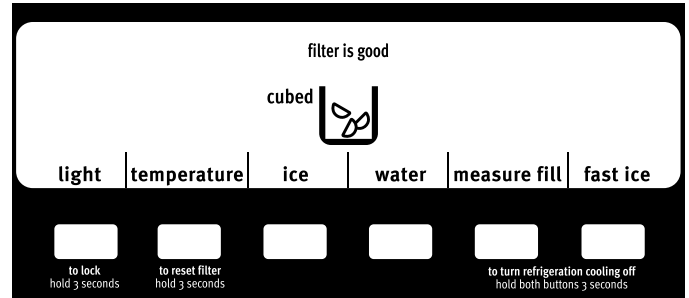 filter is good
cubed
light temperature ice water measure fill fast ice
to lock to reset filter to turn refrigeration cooling off
hold 3 seconds hold 3 seconds hold both buttons 3 seconds